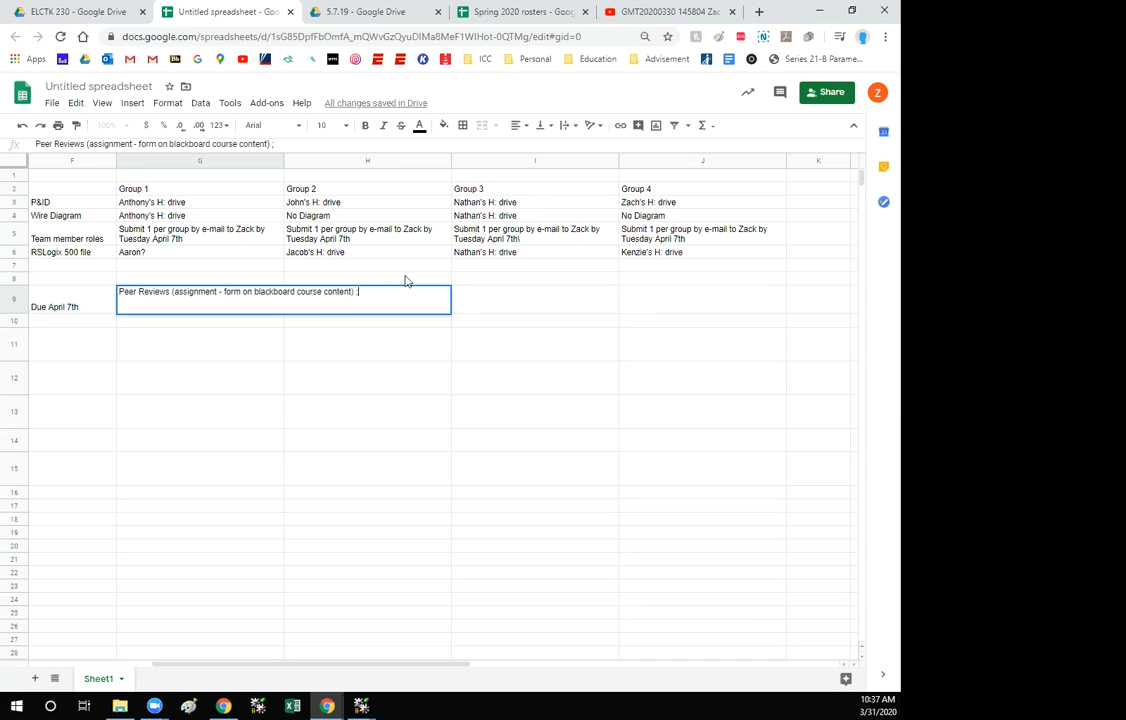 ELCTK 230 - Google Drive
Untitled spreadsheet - Goo
5.7.19 - Google Drive
Spring 2020 rosters - Goog
GMT20200330 145804 Zac
docs.google.com/spreadsheets/d/1sG85DpfFbOmfA_mQWvGzQyuDIMa8MeF1WIHot-0QTMg/edit#gid=0
Apps
ICC
Personal
Education
Advisement
Series 21-B Parame...
Untitled spreadsheet
File Edit View Insert Format Data Tools Add-ons Help All changes saved in Drive
Share
Z
100% $ % .0 .00 123 Arial 10 B I S A
fx Peer Reviews (assignment - form on blackboard course content) ;
F G H I J K
1
2 Group 1 Group 2 Group 3 Group 4
3 P&ID Anthony's H: drive John's H: drive Nathan's H: drive Zach's H: drive
4 Wire Diagram Anthony's H: drive No Diagram Nathan's H: drive No Diagram
Submit 1 per group by e-mail to Zack by Submit 1 per group by e-mail to Zack by Submit 1 per group by e-mail to Zack by Submit 1 per group by e-mail to Zack by
5 Team member roles Tuesday April 7th Tuesday April 7th Tuesday April 7th\ Tuesday April 7th
6 RSLogix 500 file Aaron? Jacob's H: drive Nathan's H: drive Kenzie's H: drive
7
8
Peer Reviews (assignment - form on blackboard course content) ;
9 Due April 7th
10
11
12
13
14
15
16
17
18
19
20
21
22
23
24
25
26
27
28
Sheet1
10:37 AM
3/31/2020